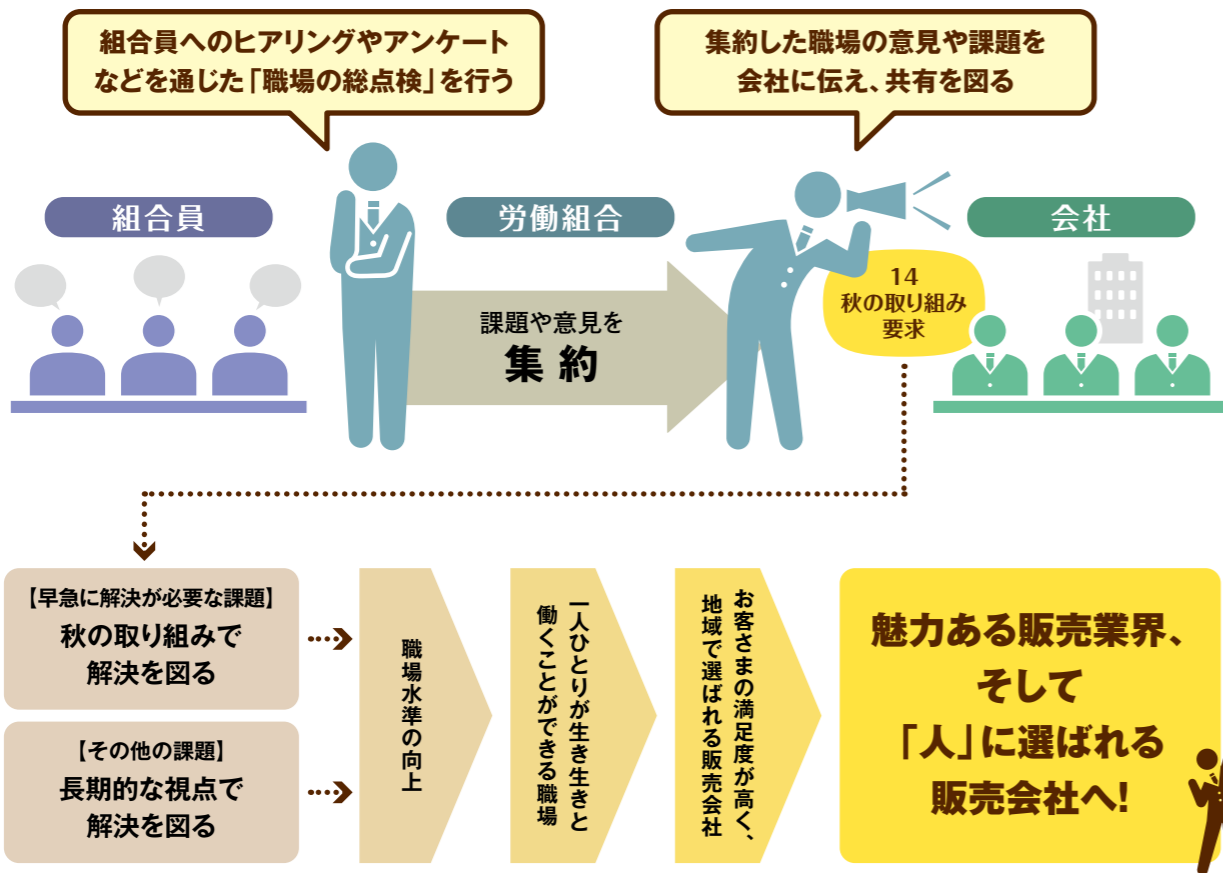 組合員へのヒアリングやアンケート
などを通じた「職場の総点検」を行う
集約した職場の意見や課題を
会社に伝え、共有を図る
組合員
労働組合
会社
課題や意見を
集約
14
秋の取り組み
要求
【早急に解決が必要な課題】
秋の取り組みで
解決を図る
【その他の課題】
長期的な視点で
解決を図る
職場水準の向上
一人ひとりが生き生きと
働くことができる職場
お客さまの満足度が高く、
地域で選ばれる販売会社
魅力ある販売業界、
そして
「人」に選ばれる
販売会社へ!